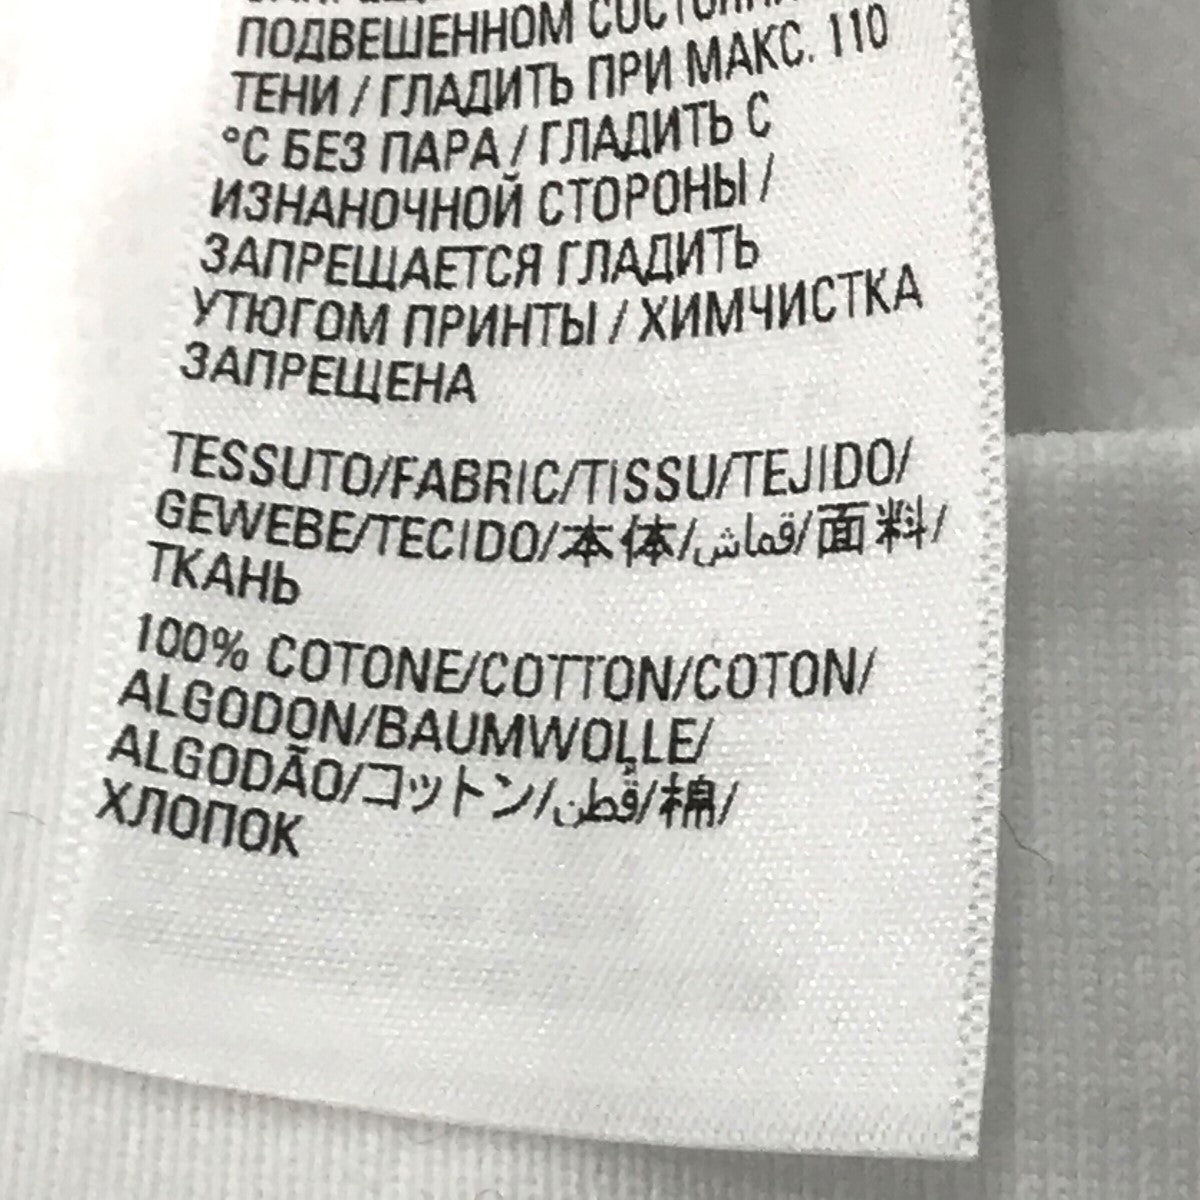 ПОДВЕШЕННОМ
ТЕНИ / ГЛАДИТЬ ПРИ МАКС. 110
°C БЕЗ ПАРА / ГЛАДИТЬ С
ИЗНАНОЧНОЙ СТОРОНЫ /
ЗАПРЕЩАЕТСЯ ГЛАДИТЬ
УТЮГОМ ПРИНТЫ / ХИМЧИСТКА
ЗАПРЕЩЕНА
TESSUTO/FABRIC/TISSU/TEJIDO/
GEWEBE/TECIDO/本体/قماش/面料/
ТКАНЬ
100% COTONE/COTTON/COTON/
ALGODON/BAUMWOLLE/
ALGODÃO/コットン/قطن/棉/
ХЛОПОК